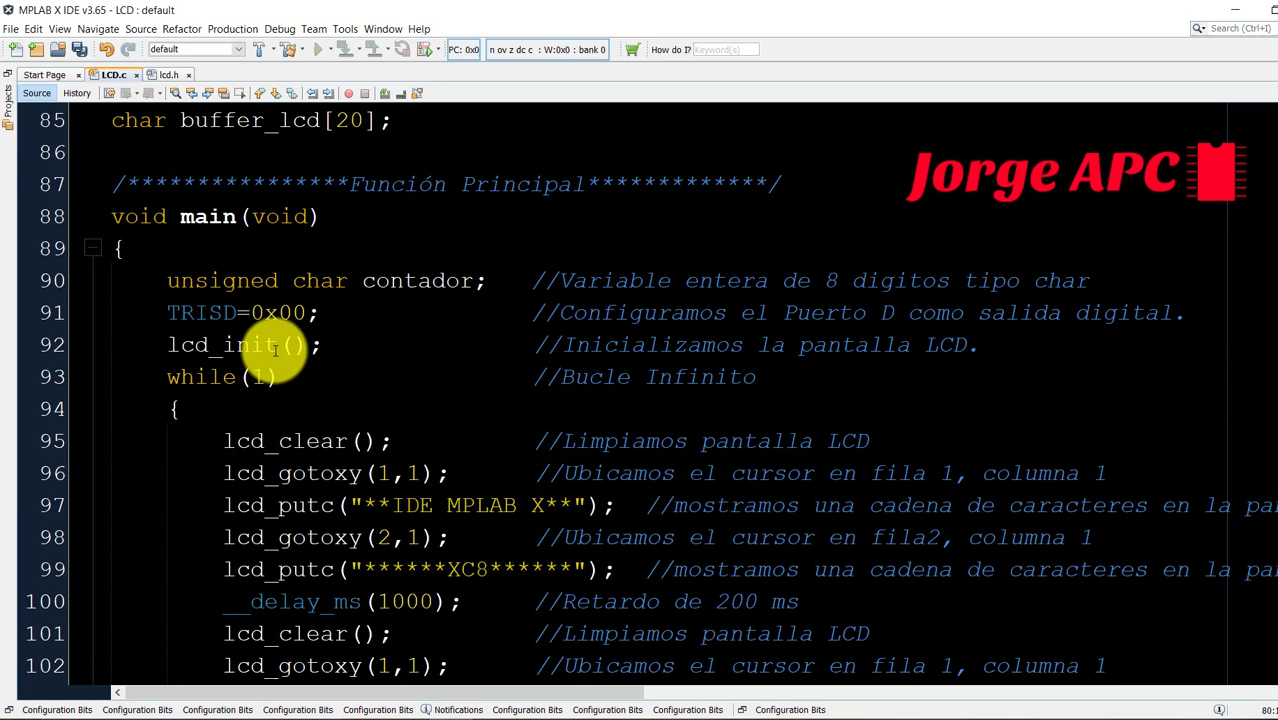 MPLAB X IDE v3.65 - LCD : default
File Edit View Navigate Source Refactor Production Debug Team Tools Window Help
Search (Ctrl+I)
default
PC: 0x0
n ov z dc c : W:0x0 : bank 0
How do I?
Keyword(s)
Start Page
LCD.c
lcd.h
Projects
Source
History
85 char buffer_lcd[20];
86
Jorge APC
87 /****************Función Principal*************/
88 void main(void)
89 {
90 unsigned char contador; //Variable entera de 8 digitos tipo char
91 TRISD=0x00; //Configuramos el Puerto D como salida digital.
92 lcd_init(); //Inicializamos la pantalla LCD.
93 while(1) //Bucle Infinito
94 {
95 lcd_clear(); //Limpiamos pantalla LCD
96 lcd_gotoxy(1,1); //Ubicamos el cursor en fila 1, columna 1
97 lcd_putc("**IDE MPLAB X**"); //mostramos una cadena de caracteres en la pan
98 lcd_gotoxy(2,1); //Ubicamos el cursor en fila2, columna 1
99 lcd_putc("******XC8******"); //mostramos una cadena de caracteres en la pan
100 __delay_ms(1000); //Retardo de 200 ms
101 lcd_clear(); //Limpiamos pantalla LCD
102 lcd_gotoxy(1,1); //Ubicamos el cursor en fila 1, columna 1
Configuration Bits Configuration Bits Configuration Bits Configuration Bits Configuration Bits Notifications Configuration Bits Configuration Bits Configuration Bits Configuration Bits
80:1